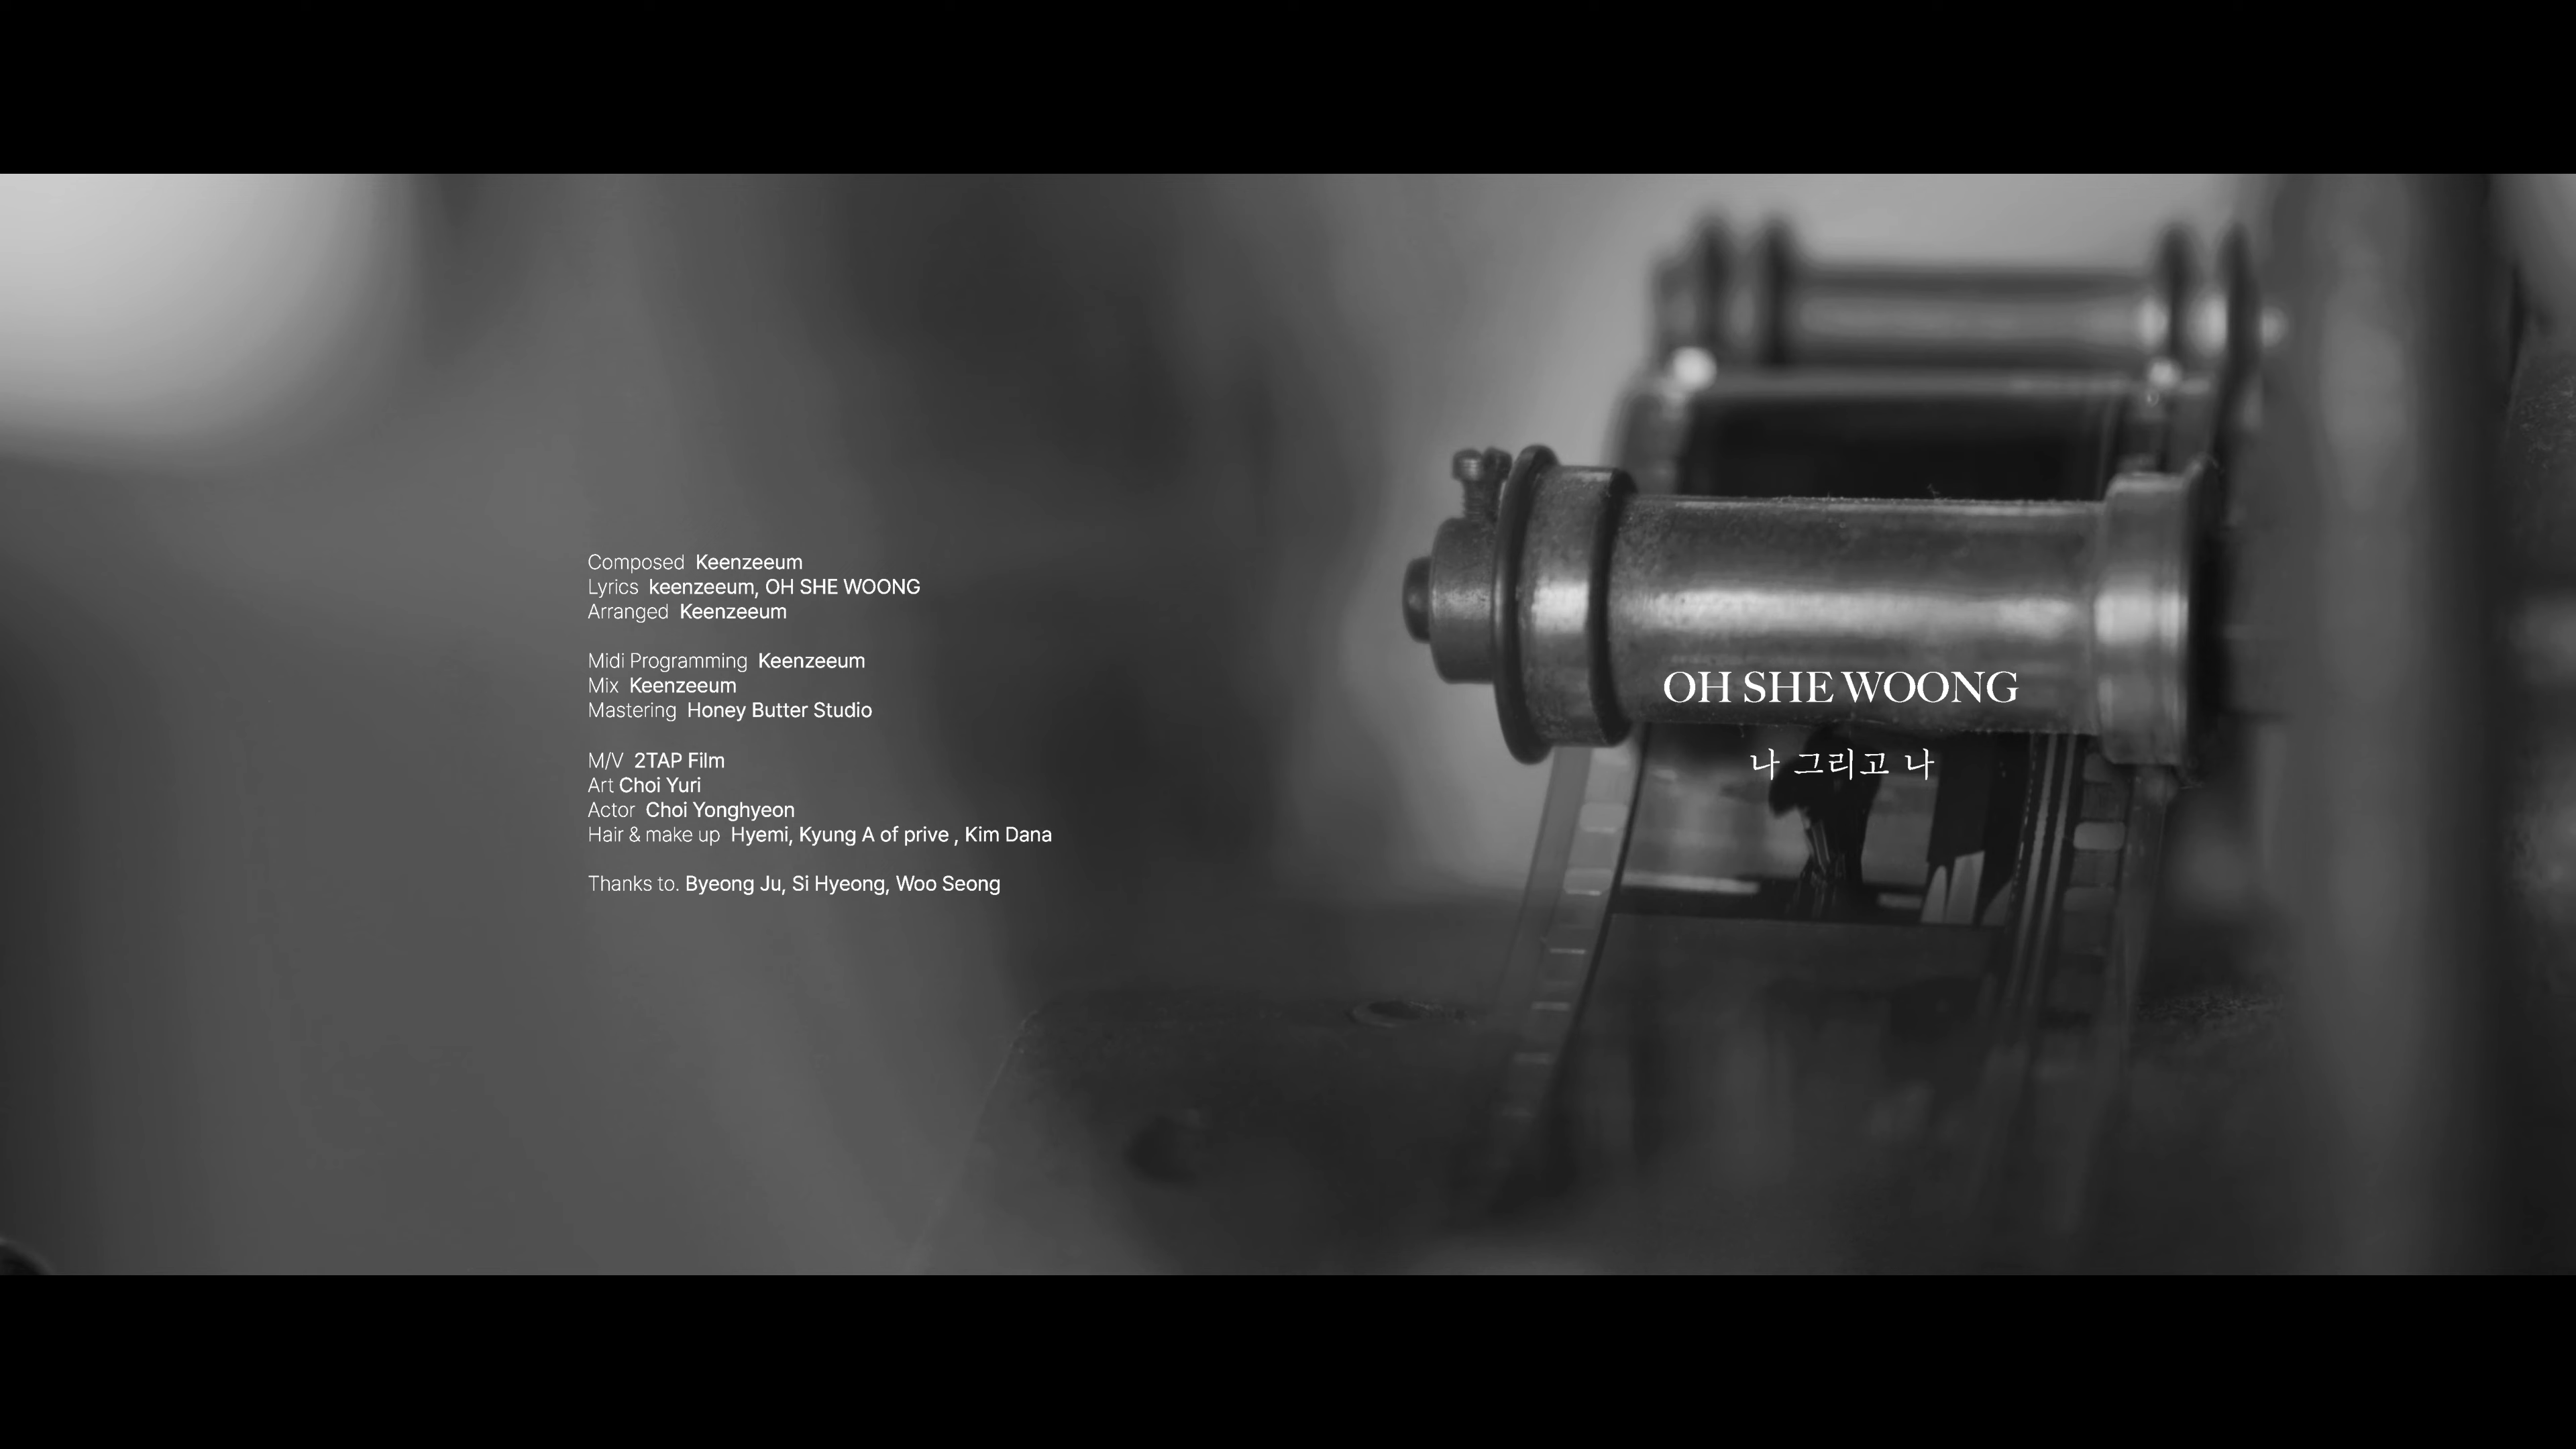 Composed Keenzeeum
Lyrics keenzeeum, OH SHE WOONG
Arranged Keenzeeum
Midi Programming Keenzeeum
Mix Keenzeeum
Mastering Honey Butter Studio
M/V 2TAP Film
Art Choi Yuri
Actor Choi Yonghyeon
Hair & make up Hyemi, Kyung A of prive , Kim Dana
Thanks to. Byeong Ju, Si Hyeong, Woo Seong
OH SHE WOONG
나 그리고 나